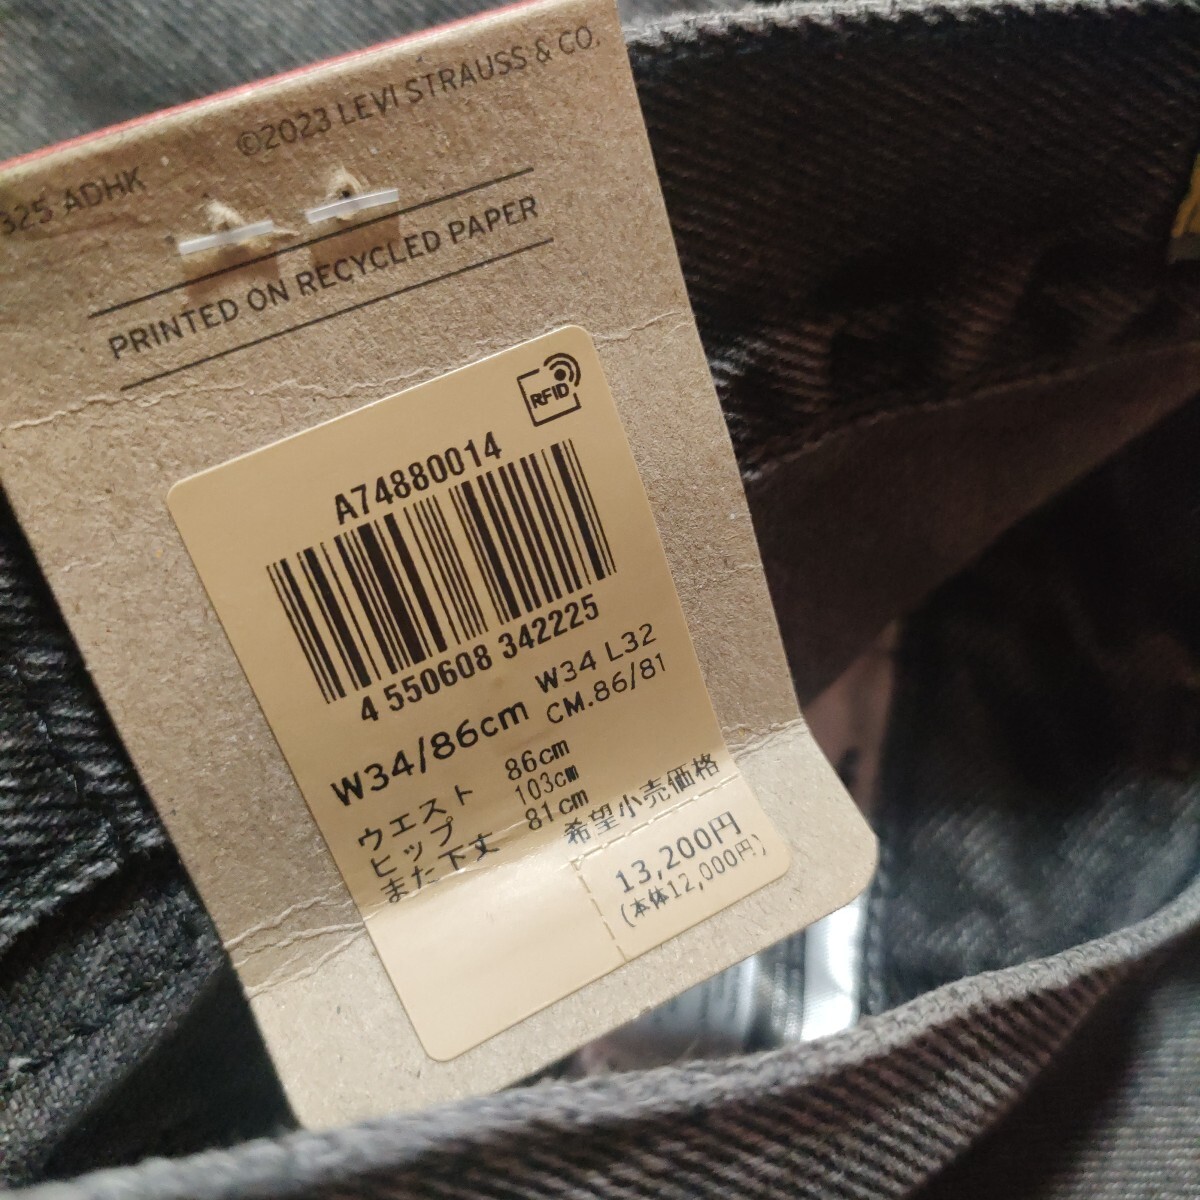 ©2023 LEVI STRAUSS & CO.
325 ADHK
PRINTED ON RECYCLED PAPER
RFID
A74880014
4 550608 342225
W34/86cm
W34 L32
CM.86/81
ウエスト 86cm
ヒップ 103cm
また下丈 81cm
希望小売価格
13,200円
(本体12,000円)